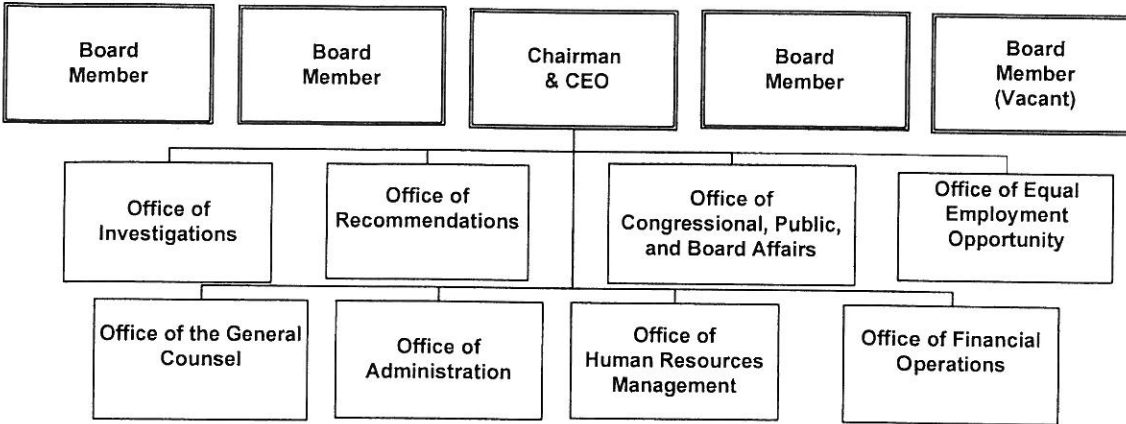 Board
Member
Board
Member
Chairman
& CEO
Board
Member
Board
Member
(Vacant)
Office of
Investigations
Office of
Recommendations
Office of
Congressional, Public,
and Board Affairs
Office of Equal
Employment
Opportunity
Office of the General
Counsel
Office of
Administration
Office of
Human Resources
Management
Office of Financial
Operations